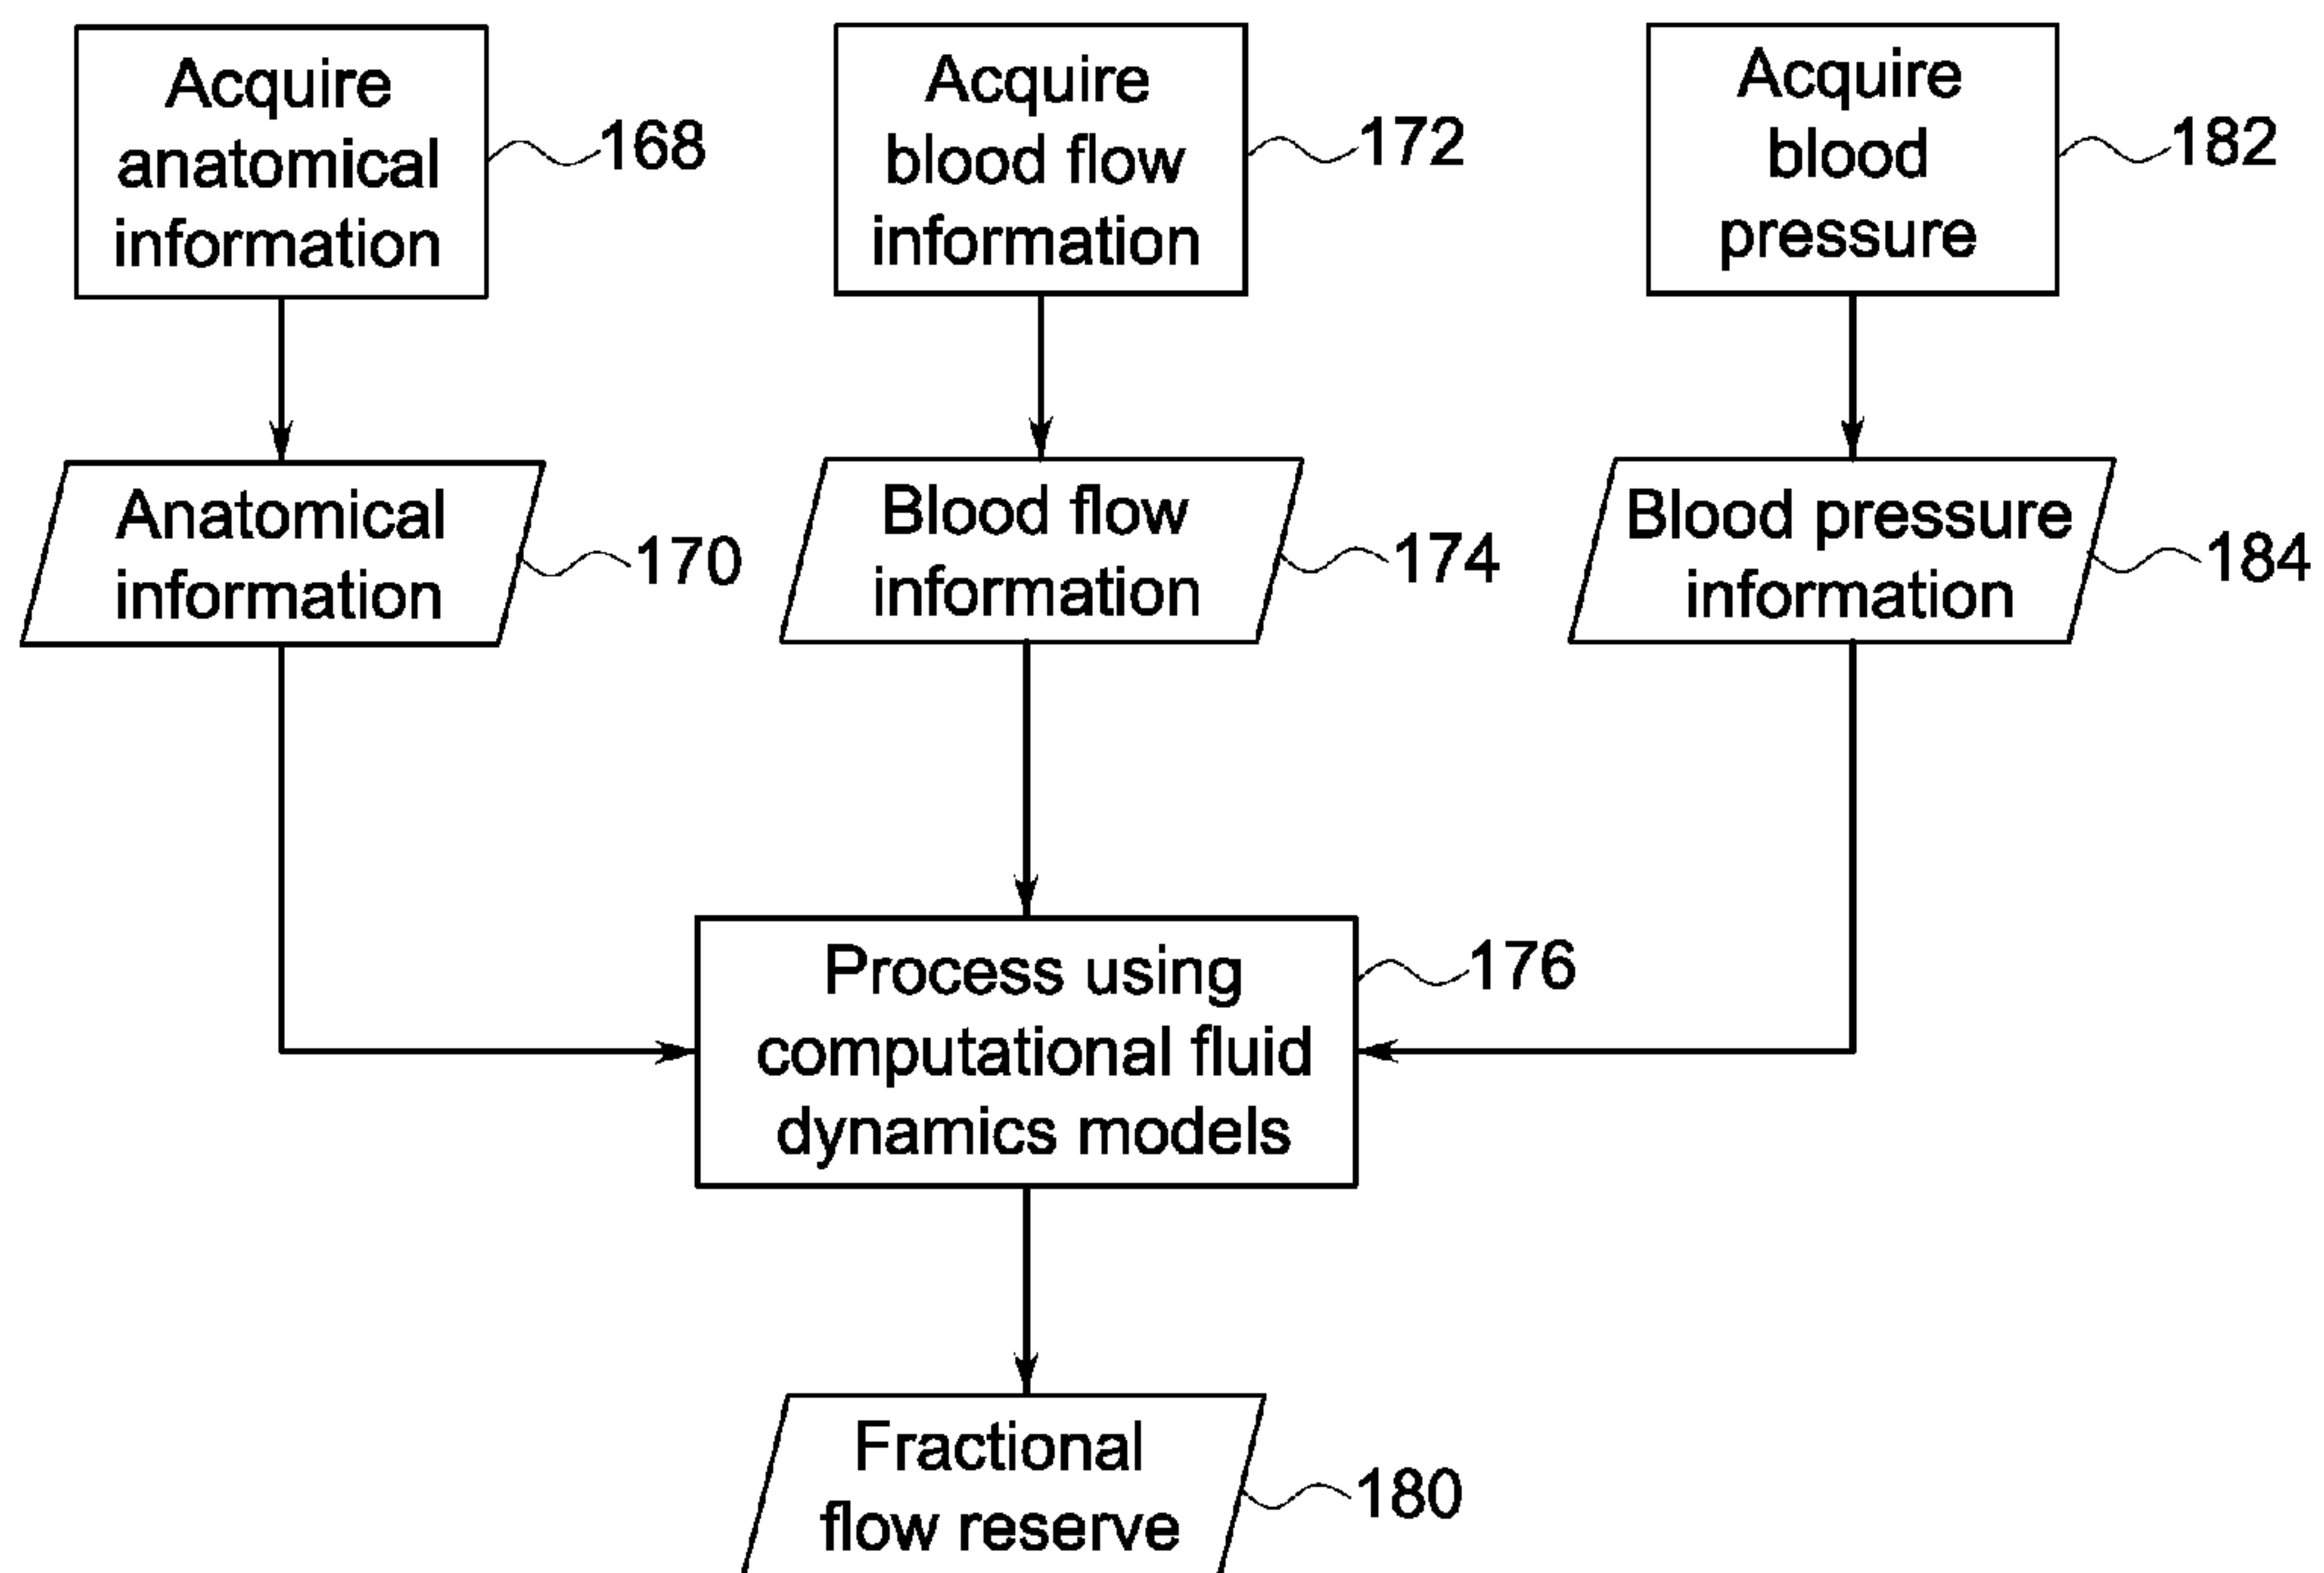 Acquire
anatomical
information
168
Acquire
blood flow
information
172
Acquire
blood
pressure
182
Anatomical
information
170
Blood flow
information
174
Blood pressure
information
184
Process using
computational fluid
dynamics models
176
Fractional
flow reserve
180